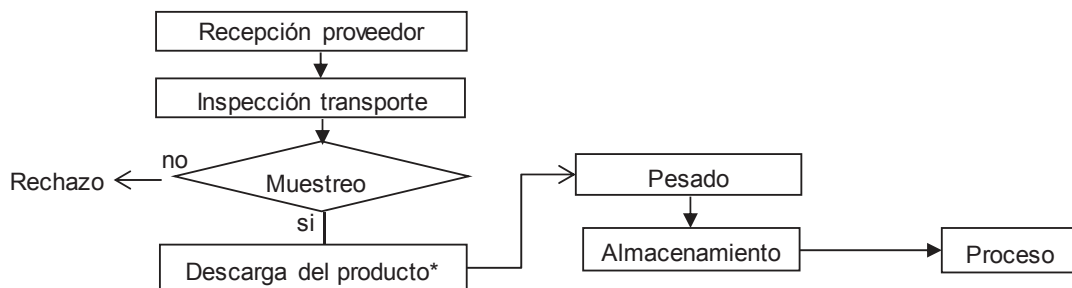 Recepción proveedor
Inspección transporte
no
Rechazo
Muestreo
si
Descarga del producto*
Pesado
Almacenamiento
Proceso